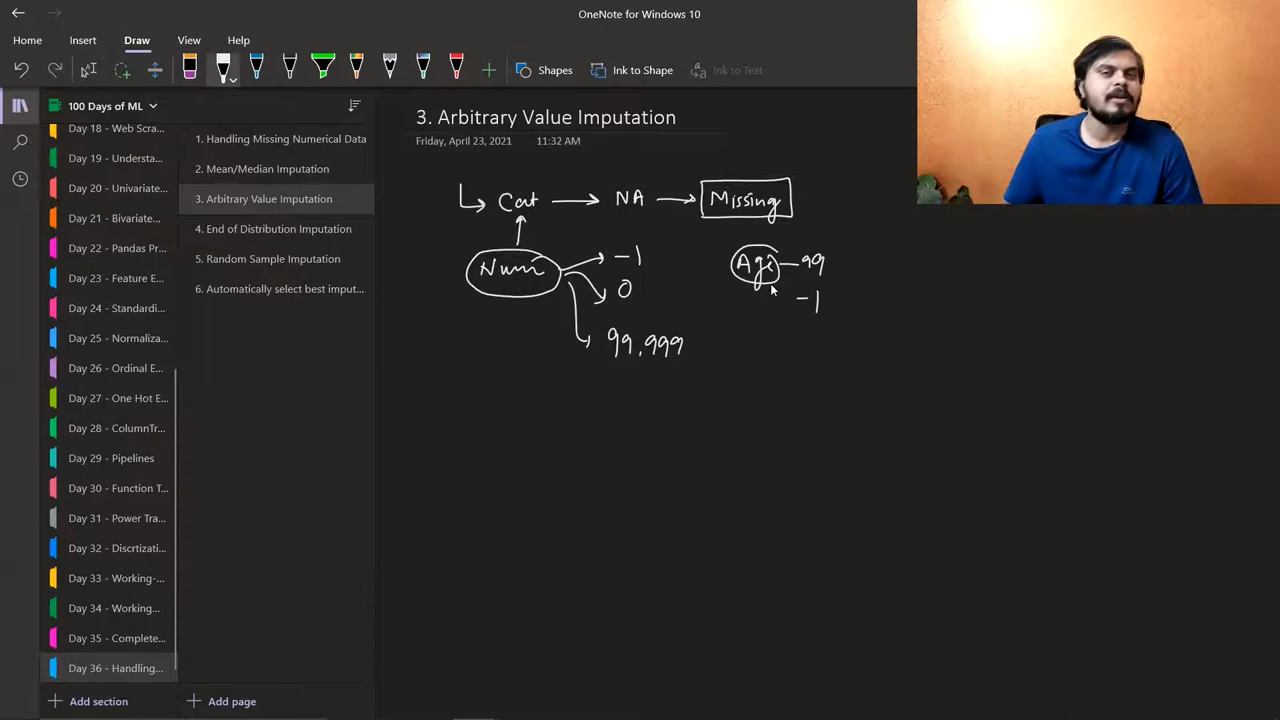 OneNote for Windows 10
Home Insert Draw View Help
Shapes Ink to Shape Ink to Text
100 Days of ML
Day 18 - Web Scra...
Day 19 - Understa...
Day 20 - Univariate...
Day 21 - Bivariate...
Day 22 - Pandas Pr...
Day 23 - Feature E...
Day 24 - Standardi...
Day 25 - Normaliza...
Day 26 - Ordinal E...
Day 27 - One Hot E...
Day 28 - ColumnTr...
Day 29 - Pipelines
Day 30 - Function T...
Day 31 - Power Tra...
Day 32 - Discrtizati...
Day 33 - Working-...
Day 34 - Working...
Day 35 - Complete...
Day 36 - Handling...
Add section
1. Handling Missing Numerical Data
2. Mean/Median Imputation
3. Arbitrary Value Imputation
4. End of Distribution Imputation
5. Random Sample Imputation
6. Automatically select best imput...
Add page
3. Arbitrary Value Imputation
Friday, April 23, 2021 11:32 AM
Cat NA Missing
Num -1
0
99,999
Age 99
-1